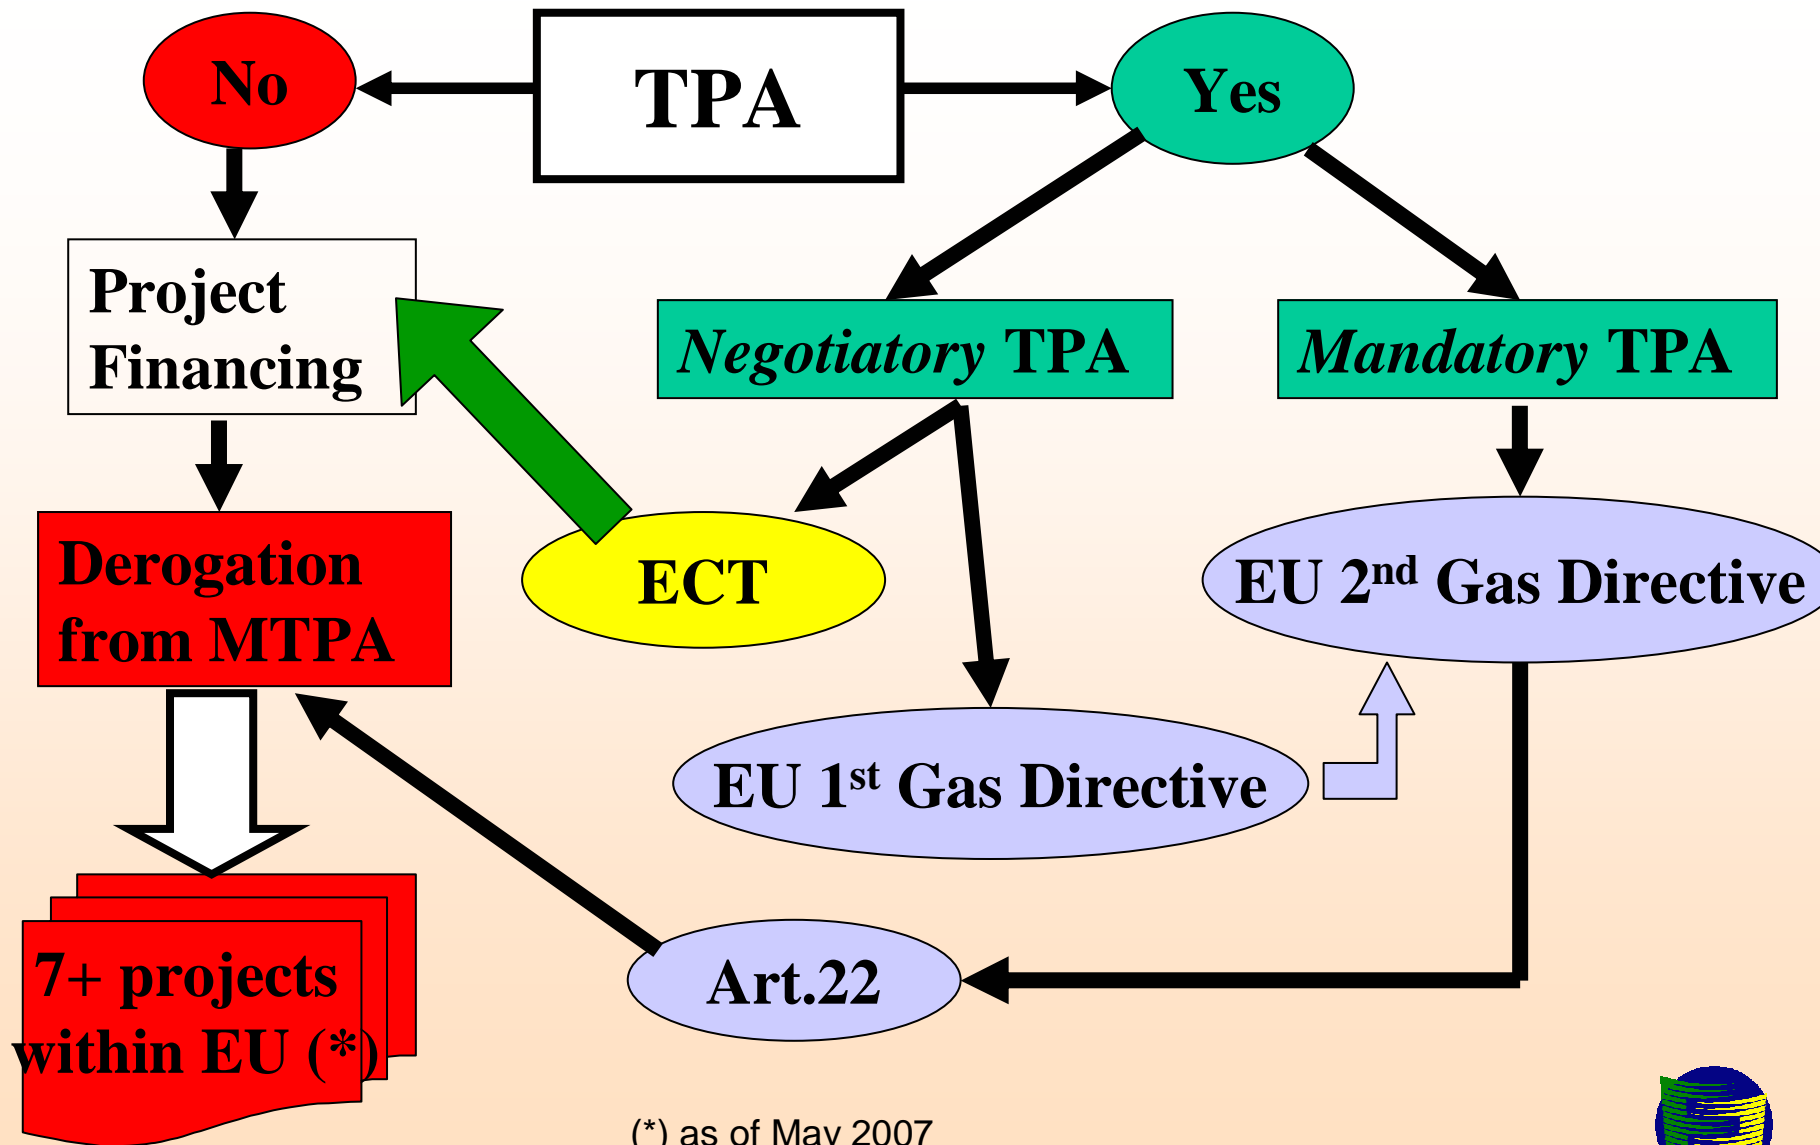 No
TPA
Yes
Project
Financing
Negotiatory TPA
Mandatory TPA
Derogation
from MTPA
ECT
EU 2nd Gas Directive
EU 1st Gas Directive
Art.22
7+ projects
within EU (*)
(*) as of May 2007